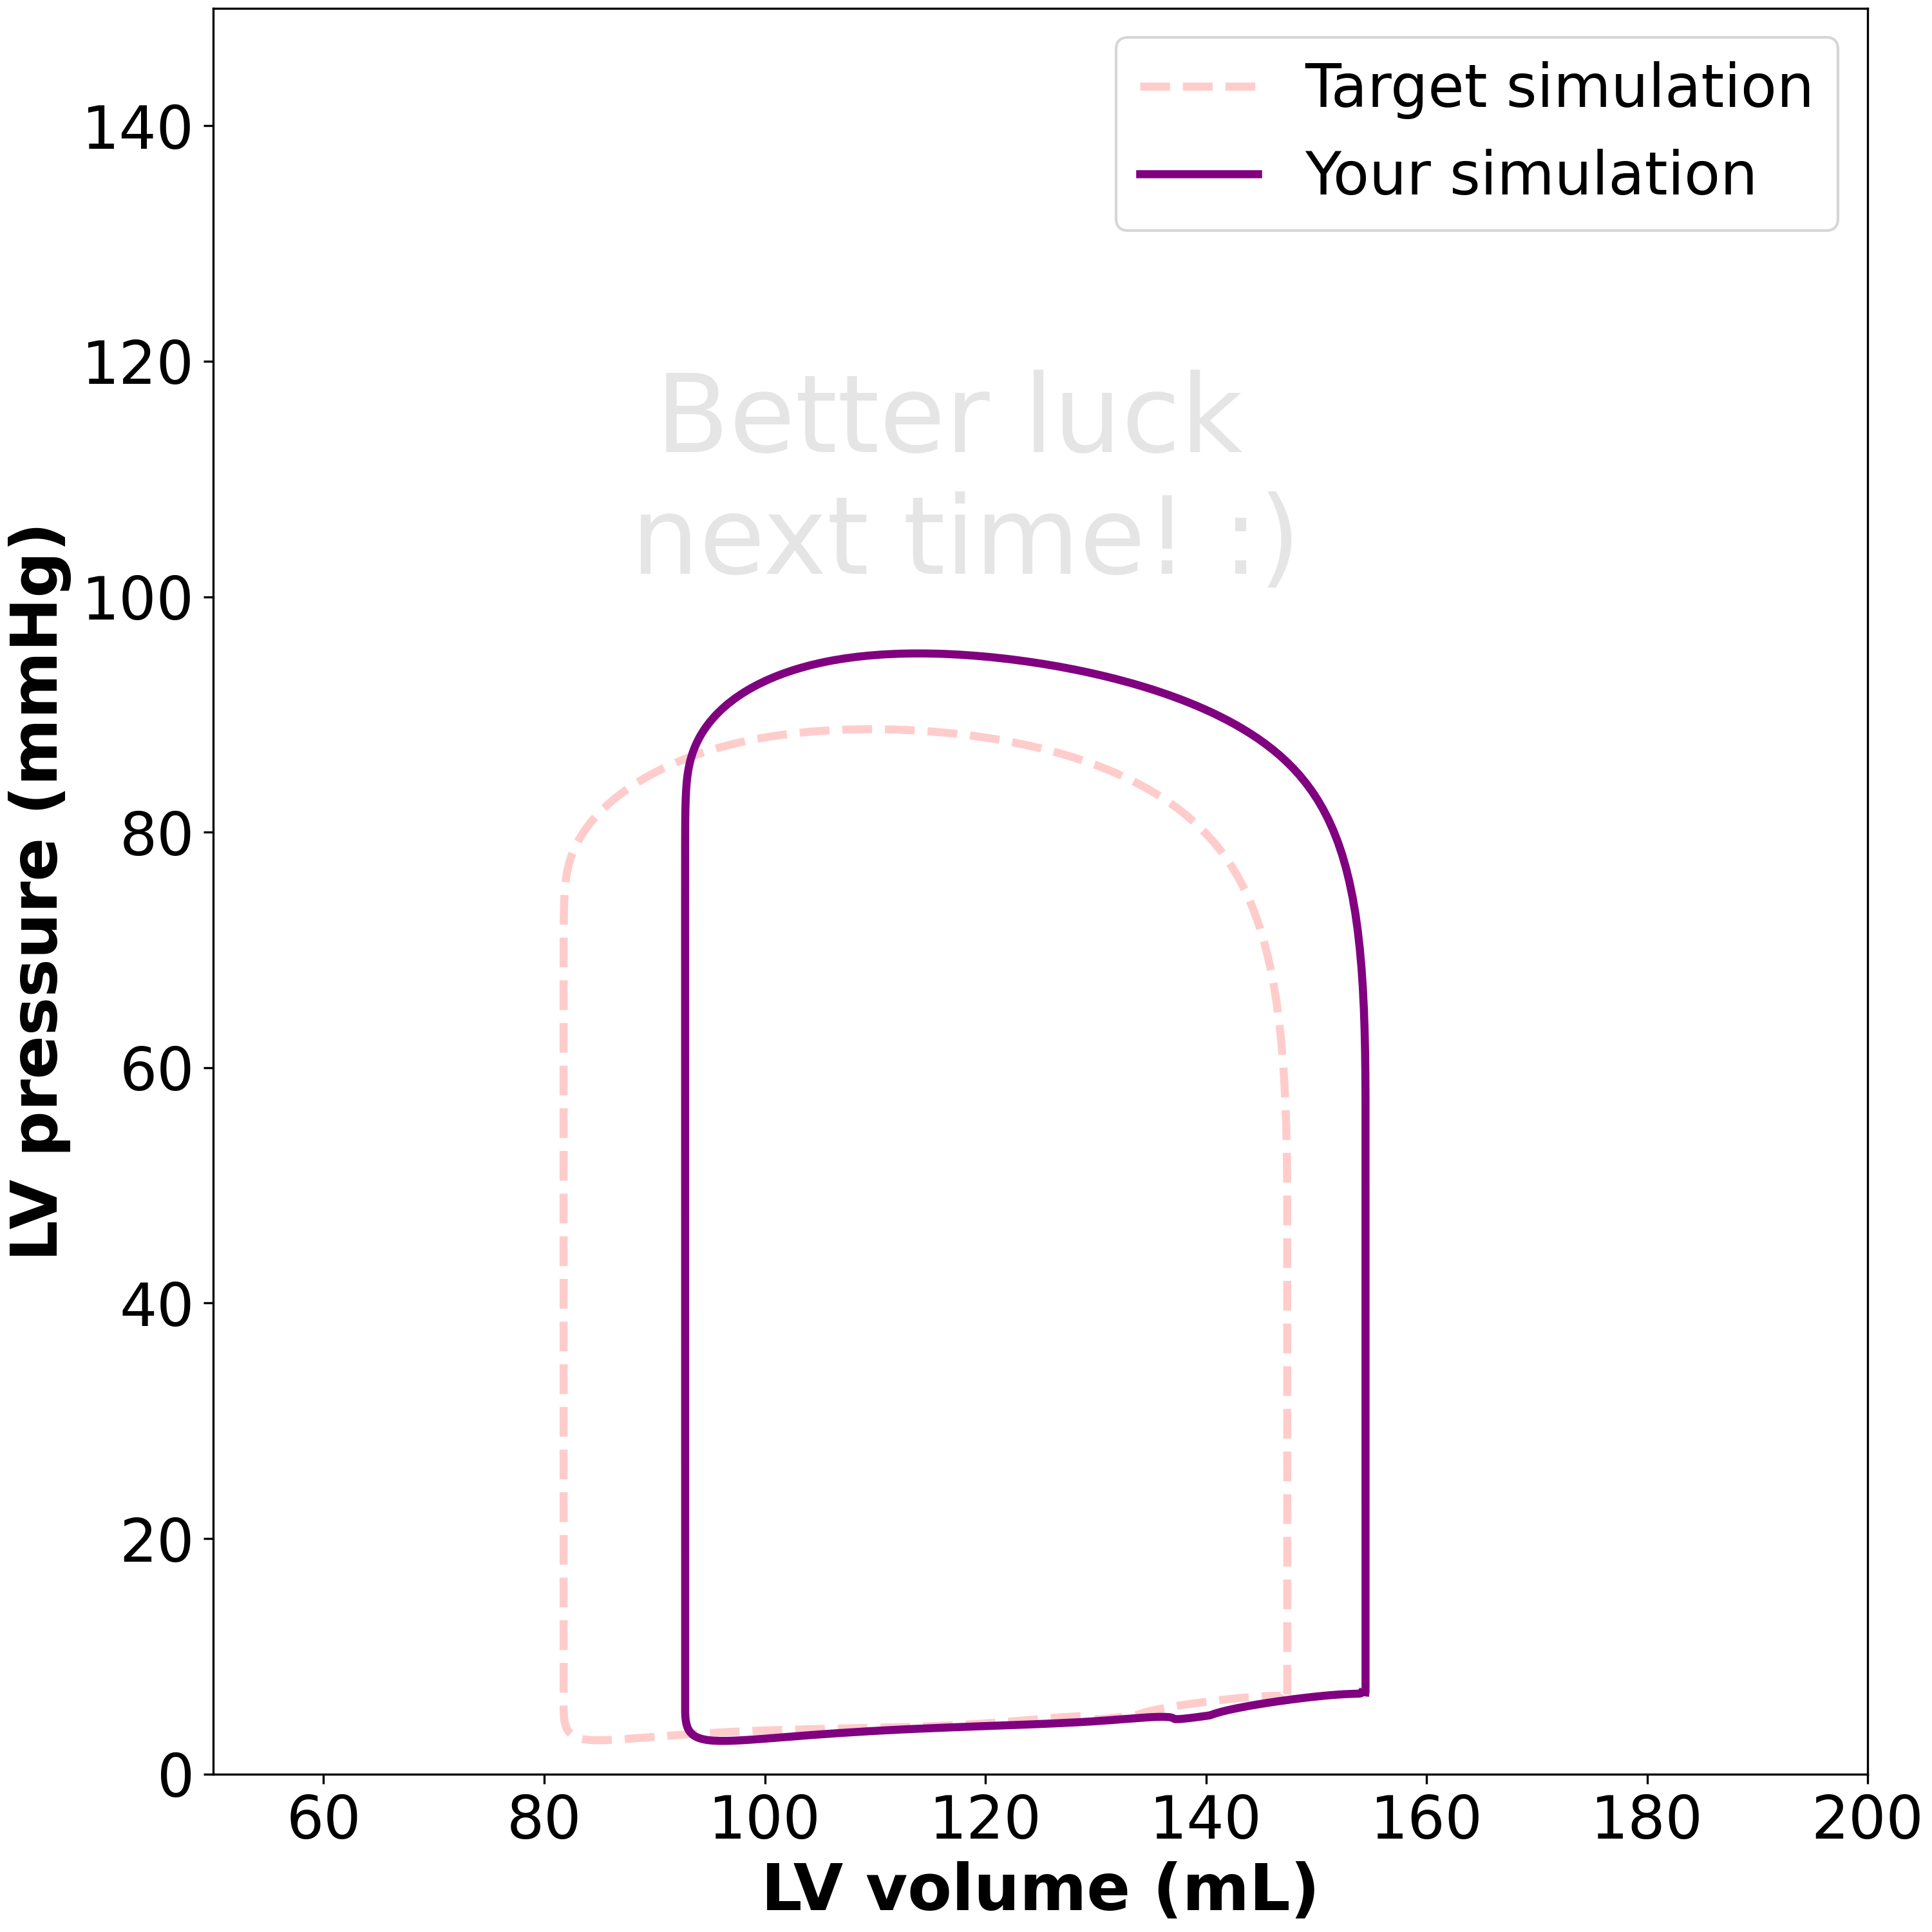 Target simulation
Your simulation
Better luck
next time! :)
LV pressure (mmHg)
140
120
100
80
60
40
20
0
60 80 100 120 140 160 180 200
LV volume (mL)